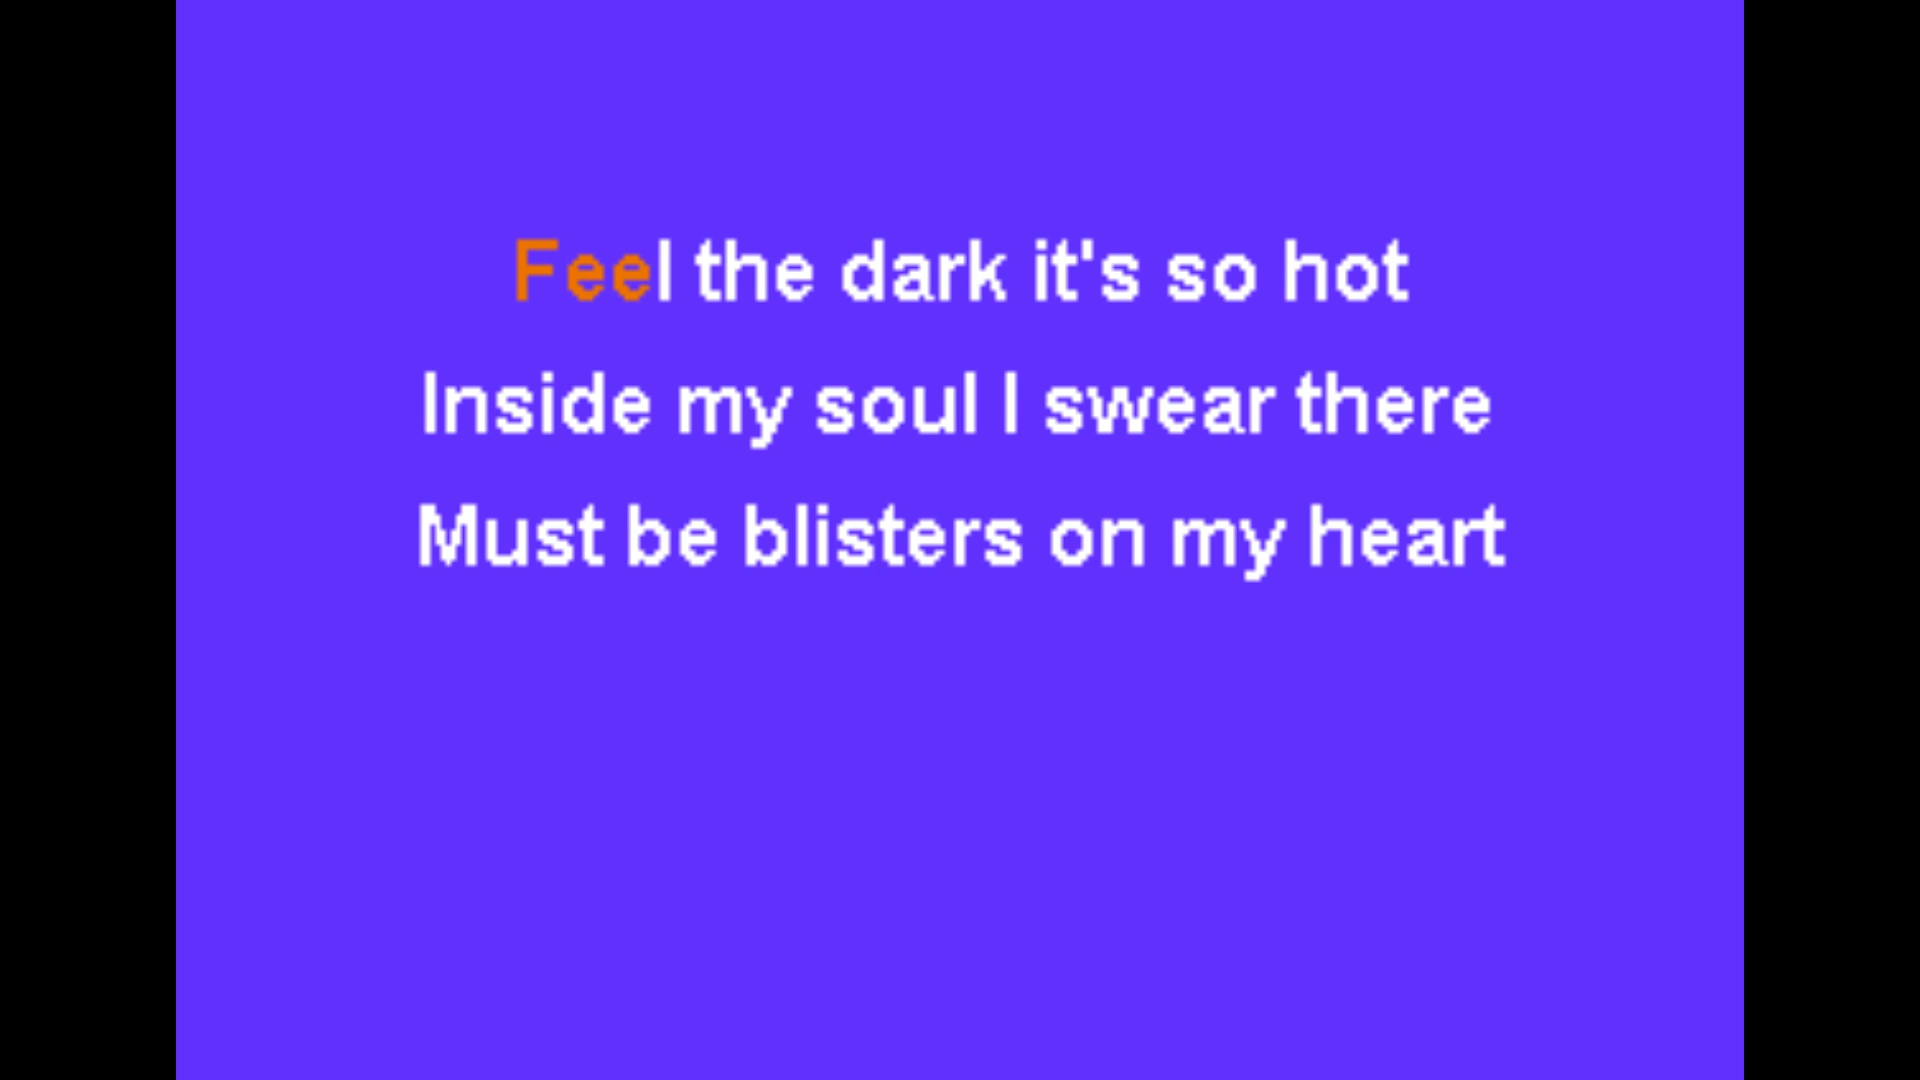 Feel the dark it's so hot
Inside my soul I swear there
Must be blisters on my heart